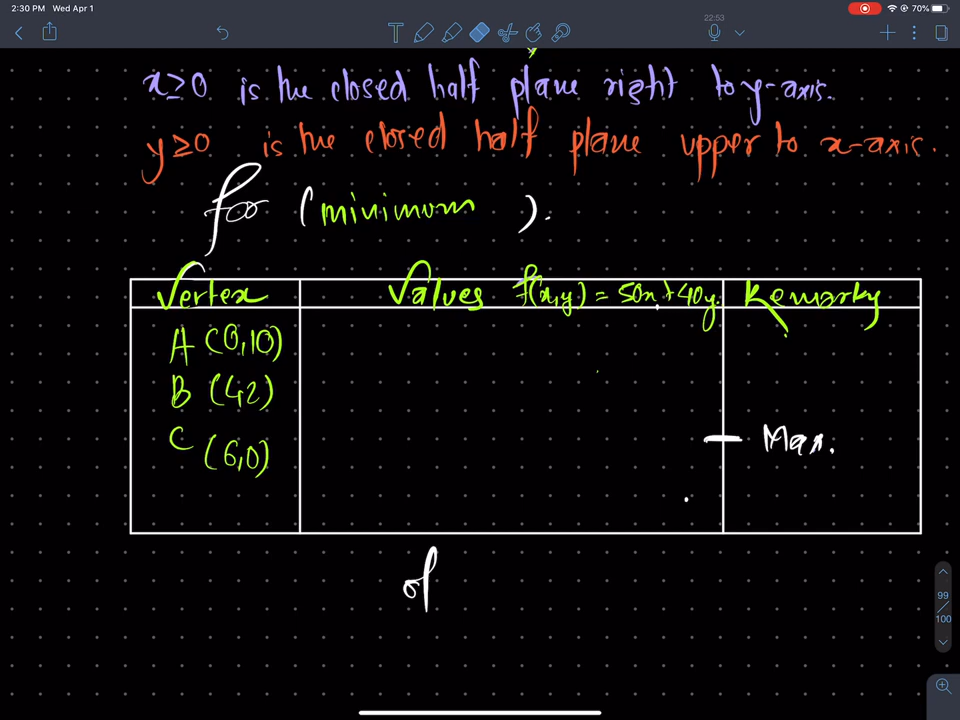 2:30 PM Wed Apr 1
70%
22:53
T
x≥0 is the closed half plane right to y-axis.
y≥0 is the closed half plane upper to x-axis.
for (minimum ).
Vertex Values f(x,y) = 50x+40y. Remarks
A (0,10)
B (4,2)
C (6,0) — Max.
of
99
/
100